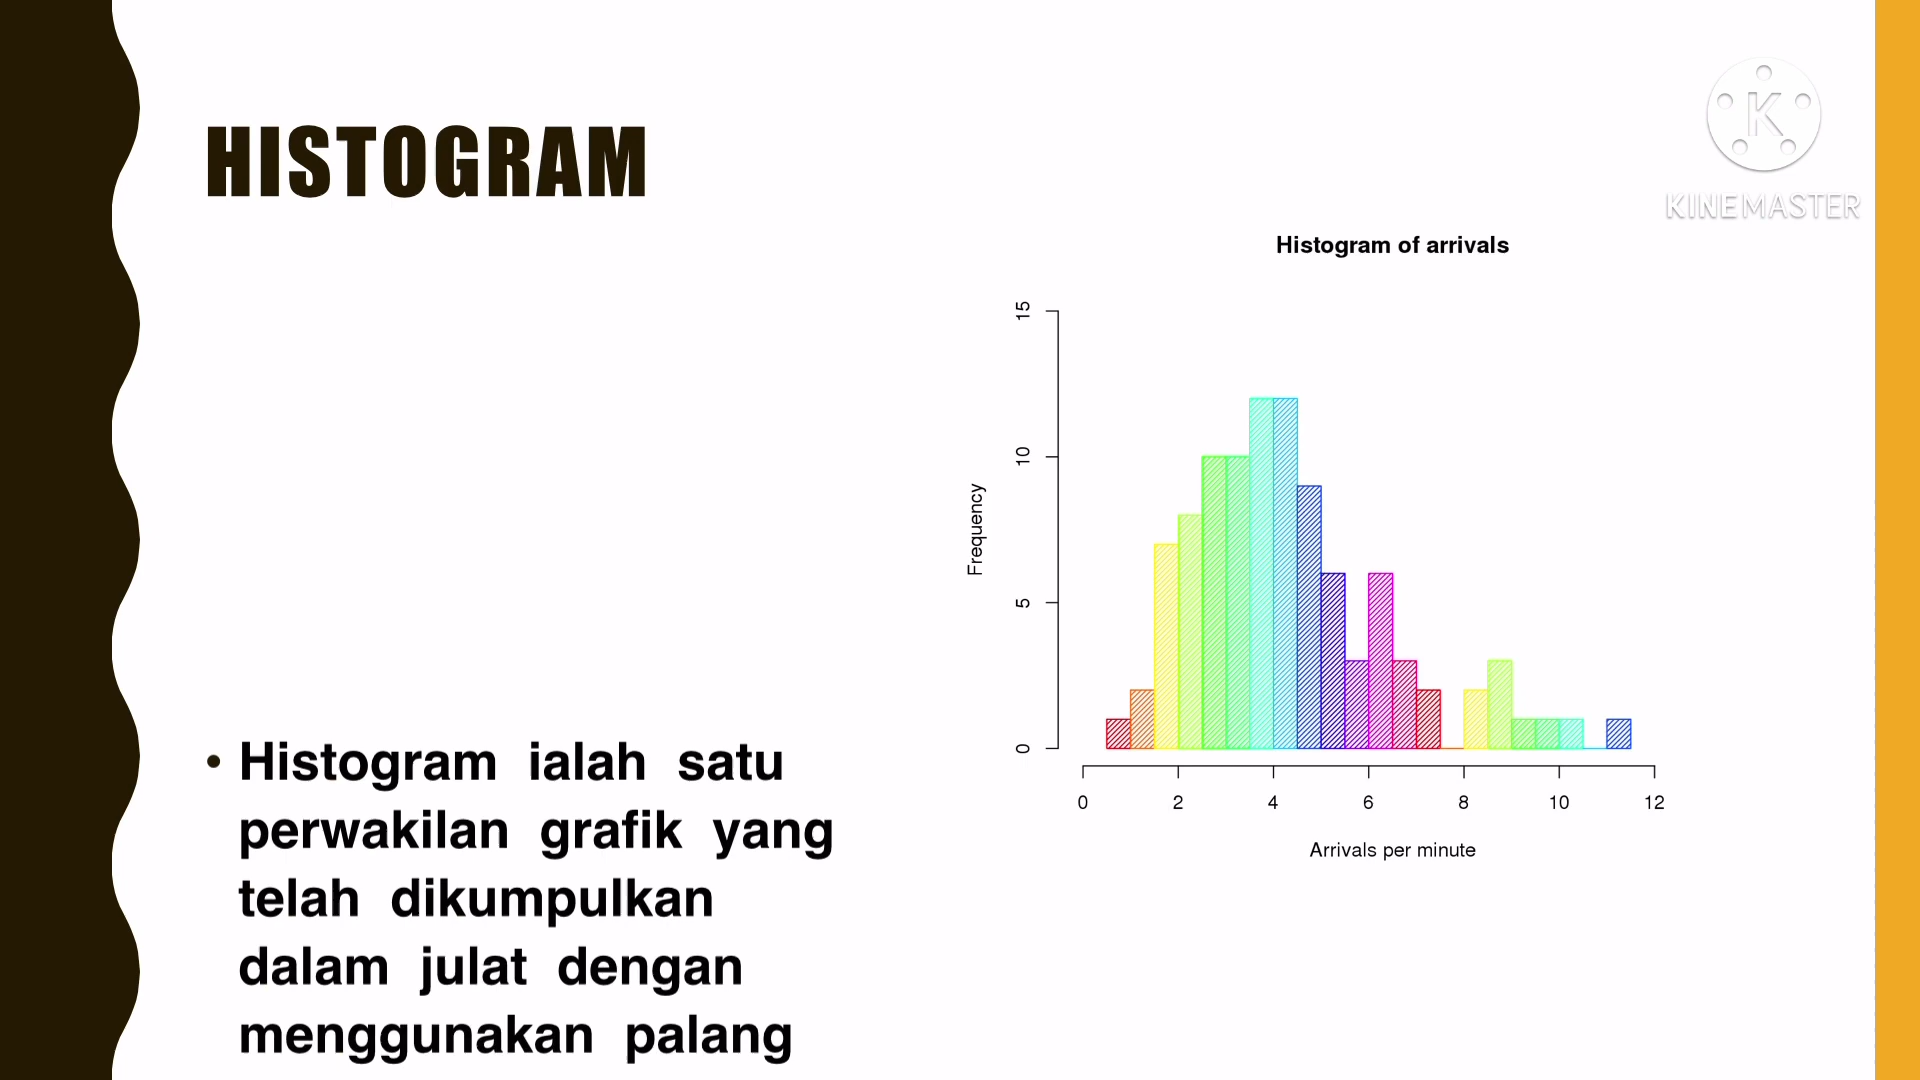 HISTOGRAM
K
KINEMASTER
Histogram of arrivals
15
10
5
0
Frequency
0 2 4 6 8 10 12
Arrivals per minute
• Histogram ialah satu
perwakilan grafik yang
telah dikumpulkan
dalam julat dengan
menggunakan palang